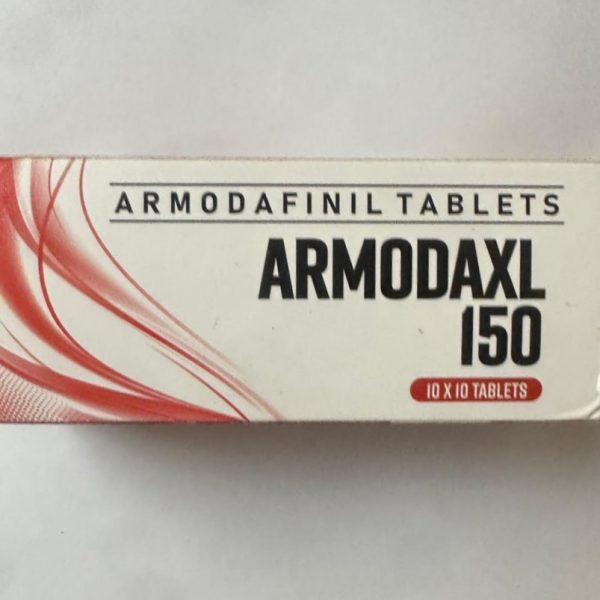 ARMODAFINIL TABLETS
ARMODAXL
150
10 X 10 TABLETS